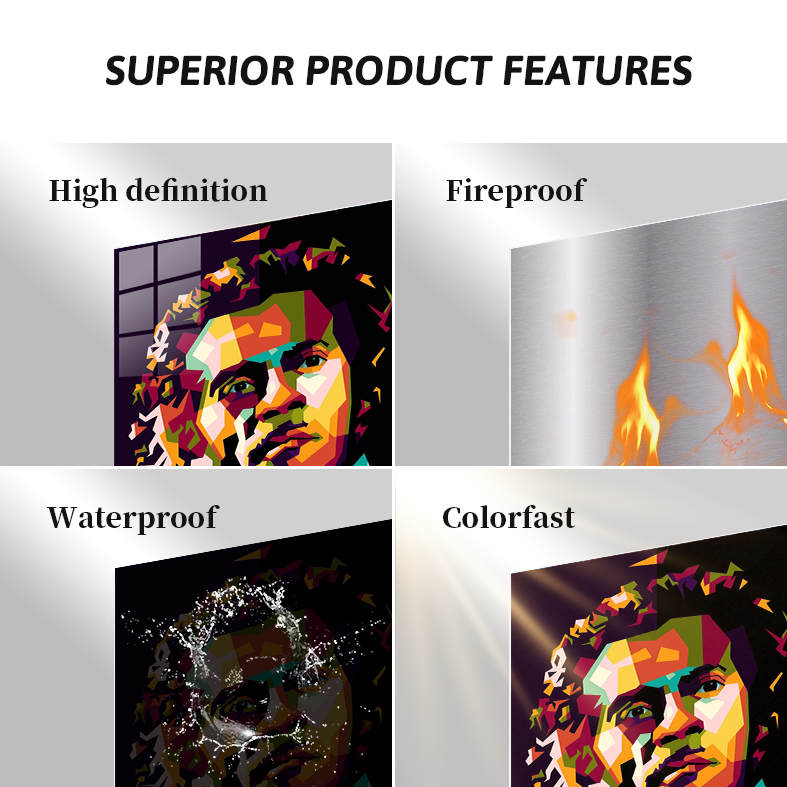 SUPERIOR PRODUCT FEATURES
High definition
Fireproof
Waterproof
Colorfast